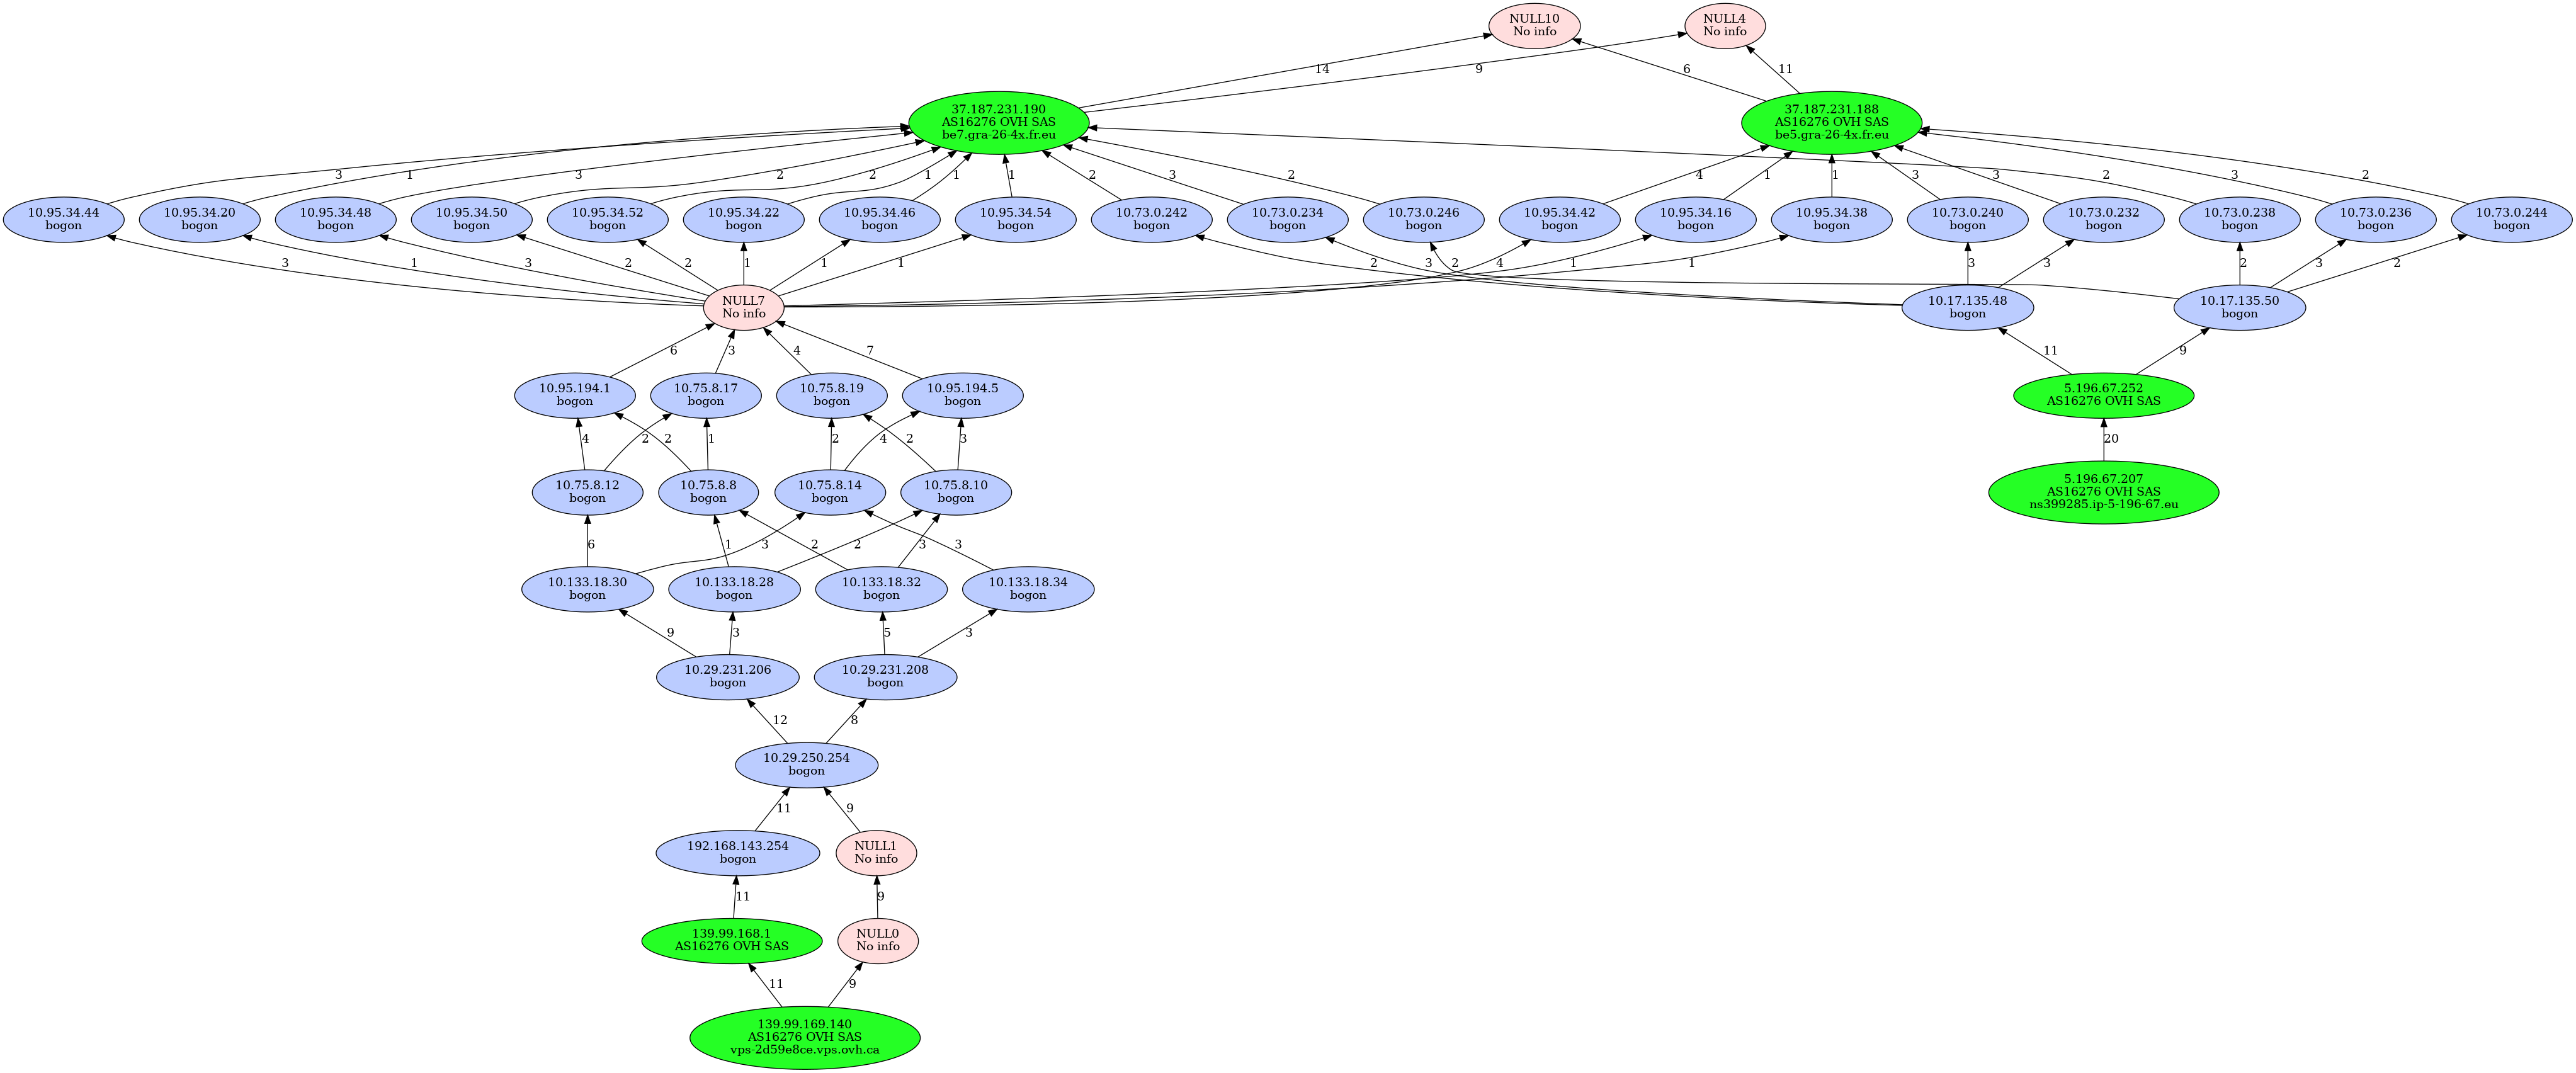 NULL10
No info
NULL4
No info
14
9
6
11
37.187.231.190
AS16276 OVH SAS
be7.gra-26-4x.fr.eu
37.187.231.188
AS16276 OVH SAS
be5.gra-26-4x.fr.eu
3
1
3
2
2
1
1
1
2
3
2
4
1
1
3
3
2
3
2
10.95.34.44
bogon
10.95.34.20
bogon
10.95.34.48
bogon
10.95.34.50
bogon
10.95.34.52
bogon
10.95.34.22
bogon
10.95.34.46
bogon
10.95.34.54
bogon
10.73.0.242
bogon
10.73.0.234
bogon
10.73.0.246
bogon
10.95.34.42
bogon
10.95.34.16
bogon
10.95.34.38
bogon
10.73.0.240
bogon
10.73.0.232
bogon
10.73.0.238
bogon
10.73.0.236
bogon
10.73.0.244
bogon
3
1
3
2
2
1
1
1
2
3
2
4
1
1
3
3
2
3
2
NULL7
No info
10.17.135.48
bogon
10.17.135.50
bogon
6
3
4
7
11
9
10.95.194.1
bogon
10.75.8.17
bogon
10.75.8.19
bogon
10.95.194.5
bogon
5.196.67.252
AS16276 OVH SAS
4
2
2
1
2
4
2
3
20
10.75.8.12
bogon
10.75.8.8
bogon
10.75.8.14
bogon
10.75.8.10
bogon
5.196.67.207
AS16276 OVH SAS
ns399285.ip-5-196-67.eu
6
3
1
2
2
3
3
10.133.18.30
bogon
10.133.18.28
bogon
10.133.18.32
bogon
10.133.18.34
bogon
9
3
5
3
10.29.231.206
bogon
10.29.231.208
bogon
12
8
10.29.250.254
bogon
11
9
192.168.143.254
bogon
NULL1
No info
11
9
139.99.168.1
AS16276 OVH SAS
NULL0
No info
11
9
139.99.169.140
AS16276 OVH SAS
vps-2d59e8ce.vps.ovh.ca